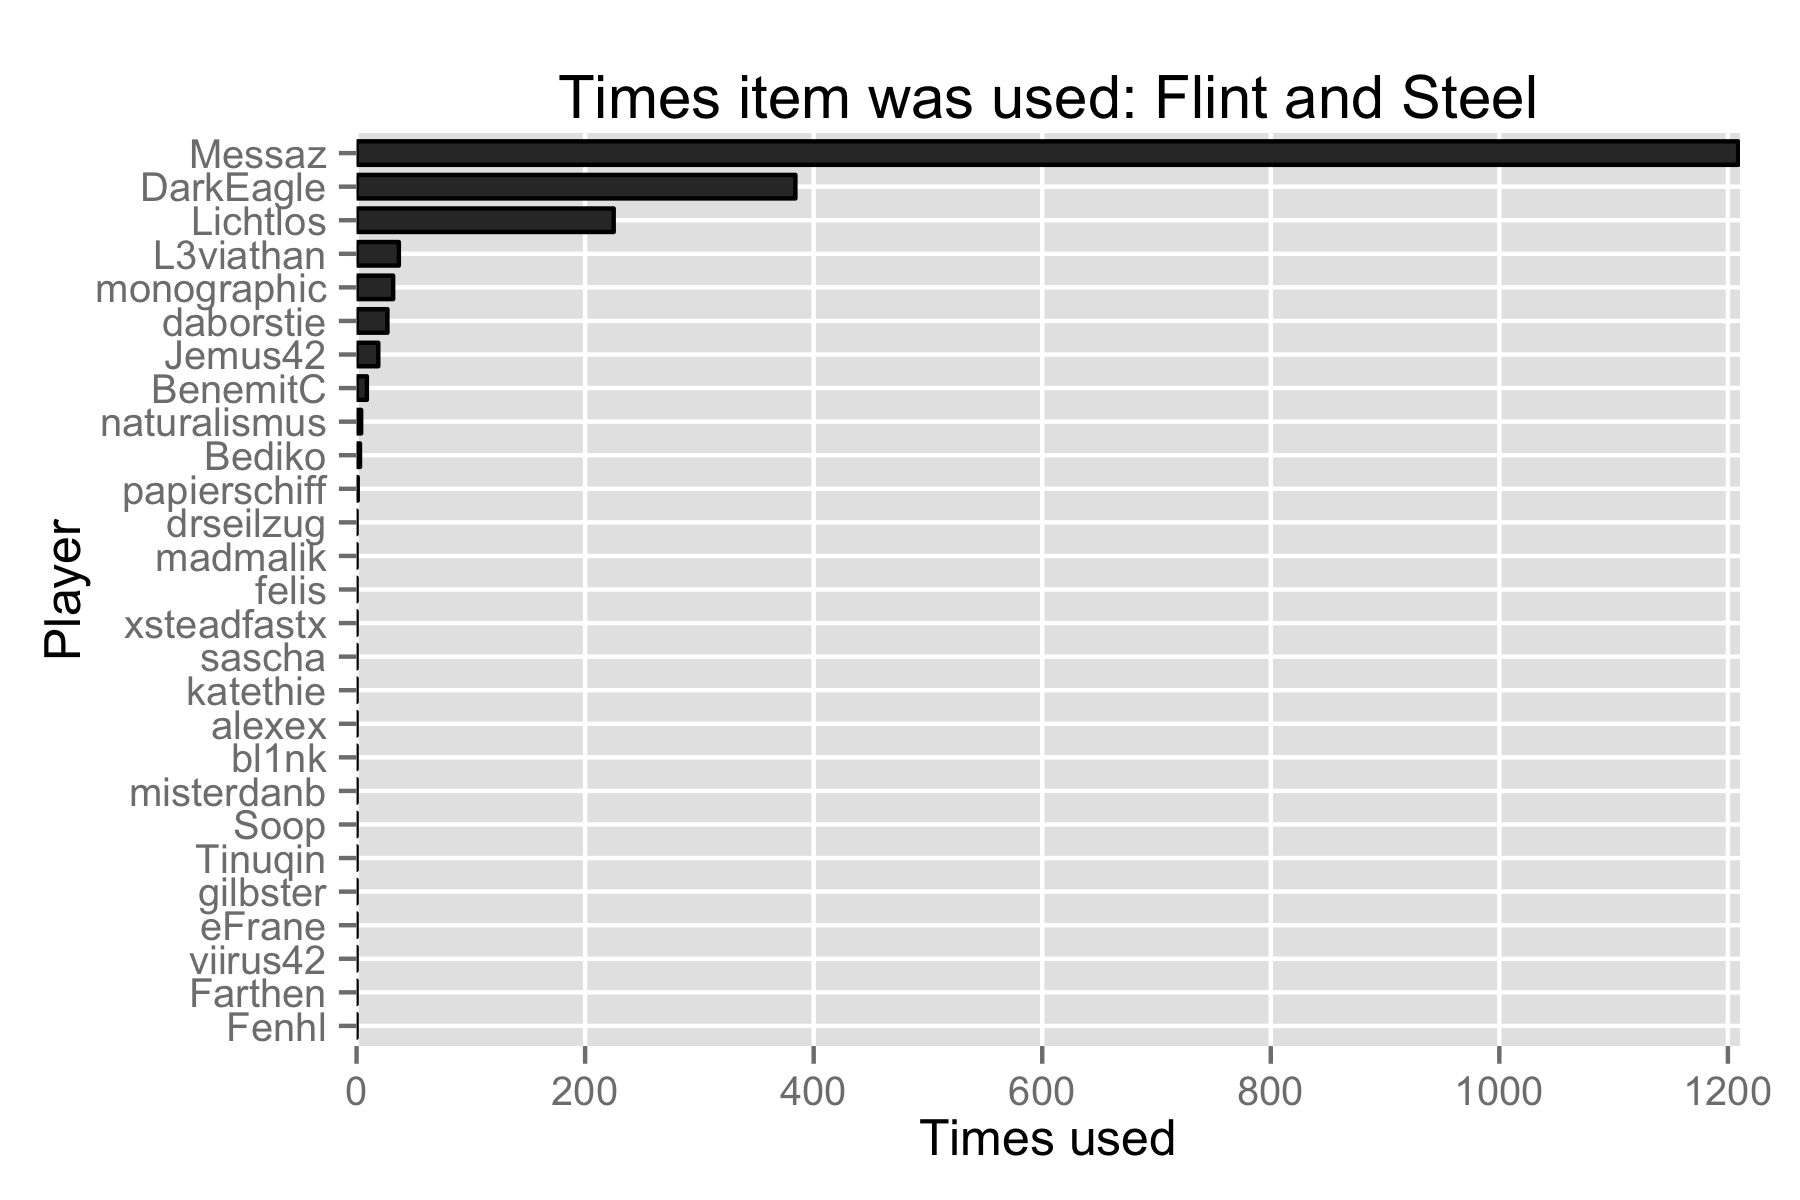 Times item was used: Flint and Steel
Messaz
DarkEagle
Lichtlos
L3viathan
monographic
daborstie
Jemus42
BenemitC
naturalismus
Bediko
papierschiff
drseilzug
madmalik
felis
xsteadfastx
sascha
katethie
alexex
bl1nk
misterdanb
Soop
Tinuqin
gilbster
eFrane
viirus42
Farthen
Fenhl
Player
0 200 400 600 800 1000 1200
Times used